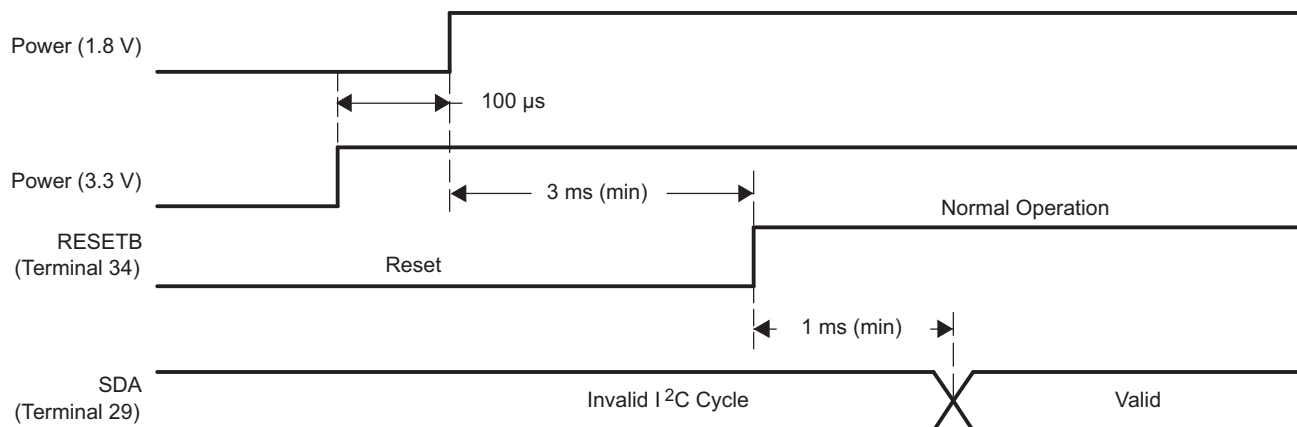 Power (1.8 V)
100 µs
Power (3.3 V)
3 ms (min)
Normal Operation
RESETB
(Terminal 34)
Reset
1 ms (min)
SDA
(Terminal 29)
Invalid I²C Cycle
Valid